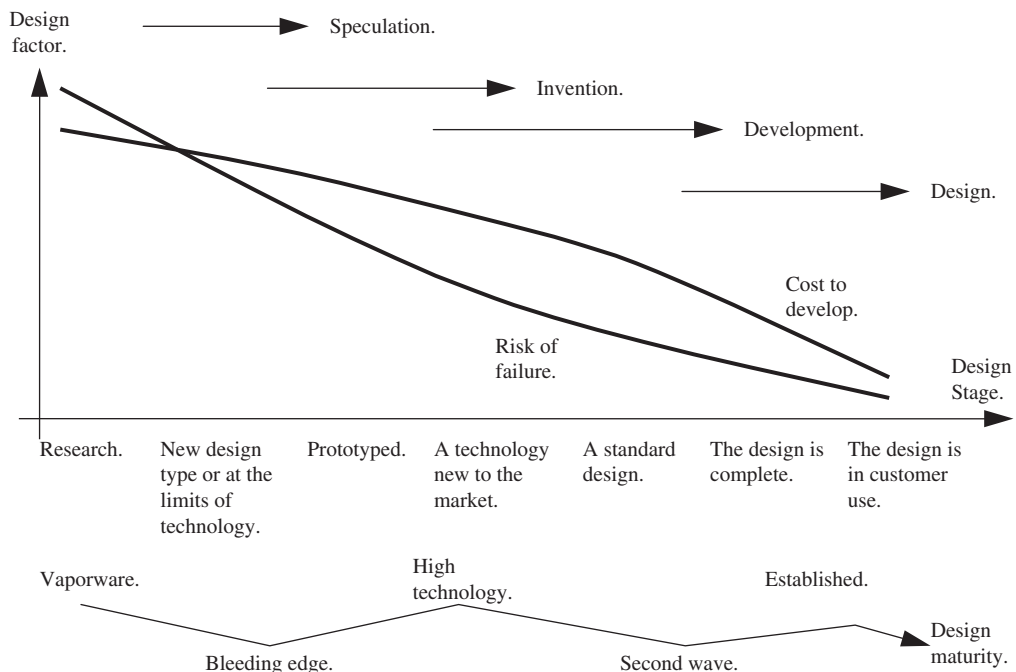 Design
factor.
Speculation.
Invention.
Development.
Design.
Cost to
develop.
Risk of
failure.
Design
Stage.
Research.
New design
type or at the
limits of
technology.
Prototyped.
A technology
new to the
market.
A standard
design.
The design is
complete.
The design is
in customer
use.
Vaporware.
High
technology.
Established.
Bleeding edge.
Second wave.
Design
maturity.